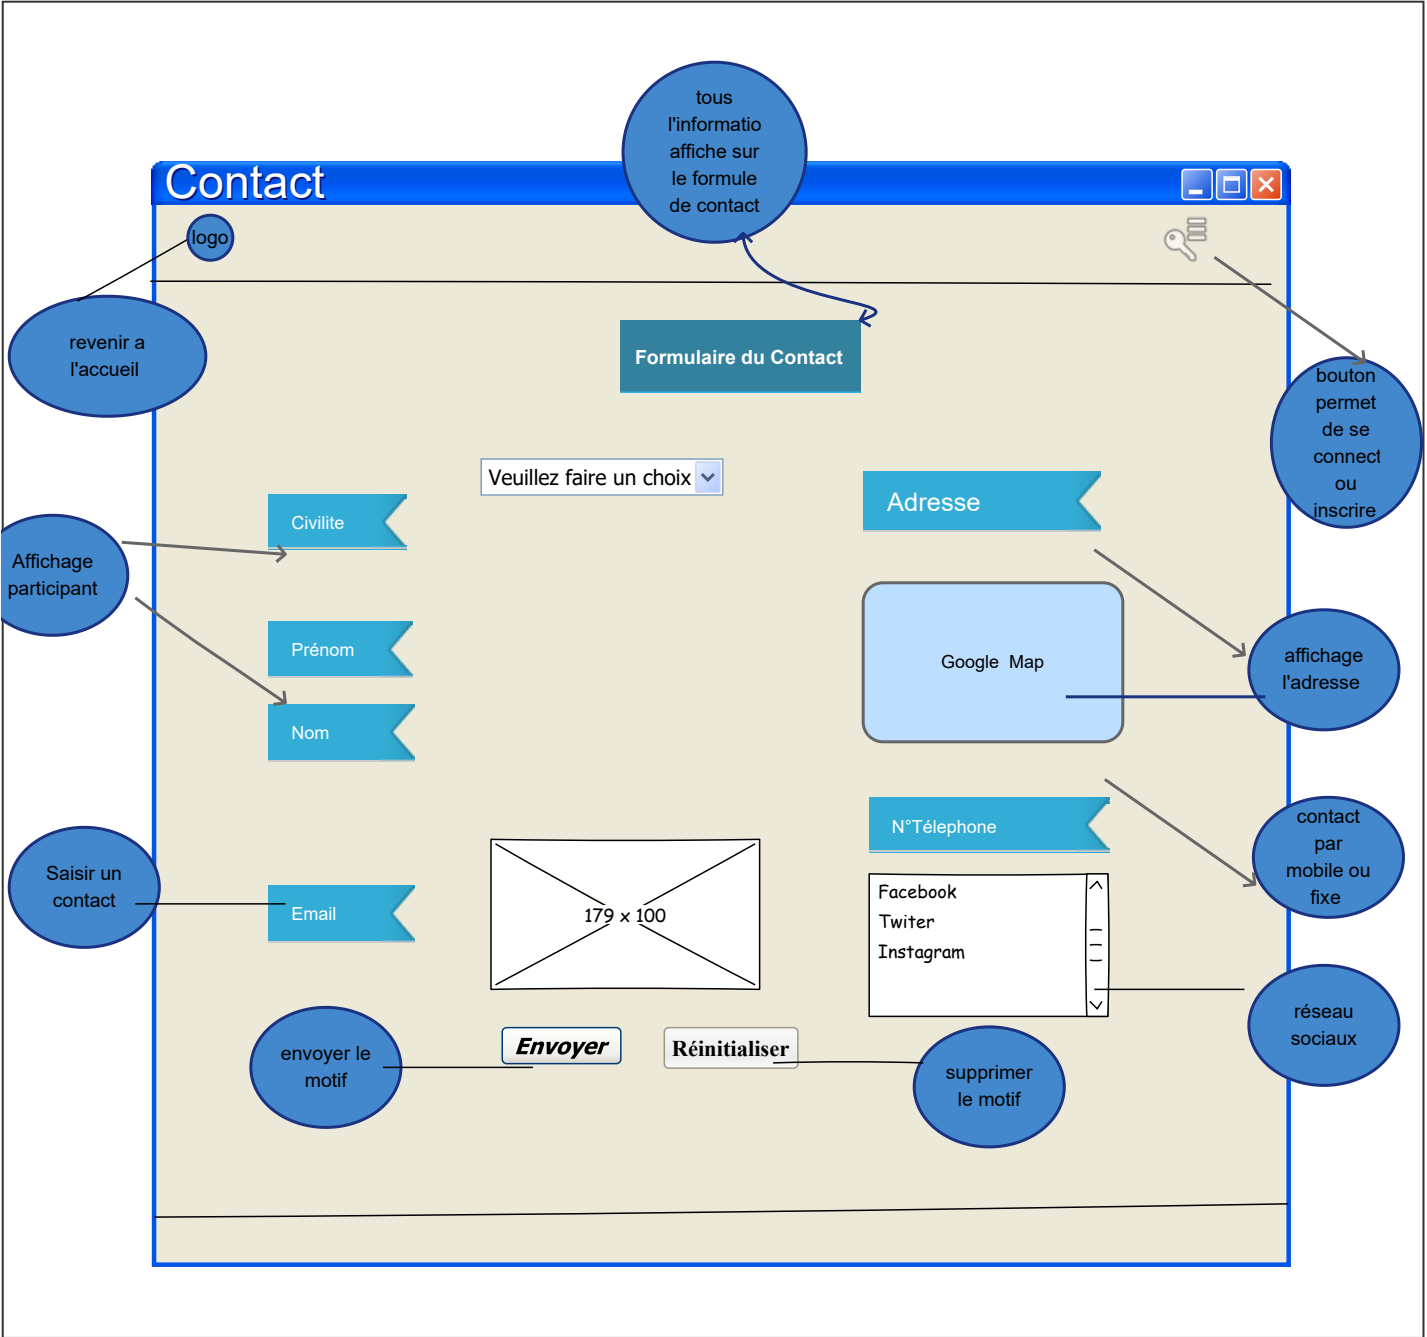 tous
l'informatio
affiche sur
le formule
de contact
Contact
logo
revenir a
l'accueil
Formulaire du Contact
bouton
permet
de se
connect
ou
inscrire
Veuillez faire un choix
Adresse
Civilite
Affichage
participant
Prénom
Google Map
affichage
l'adresse
Nom
N°Télephone
contact
par
mobile ou
fixe
Saisir un
contact
Email
179 x 100
Facebook
Twiter
Instagram
réseau
sociaux
envoyer le
motif
Envoyer
Réinitialiser
supprimer
le motif